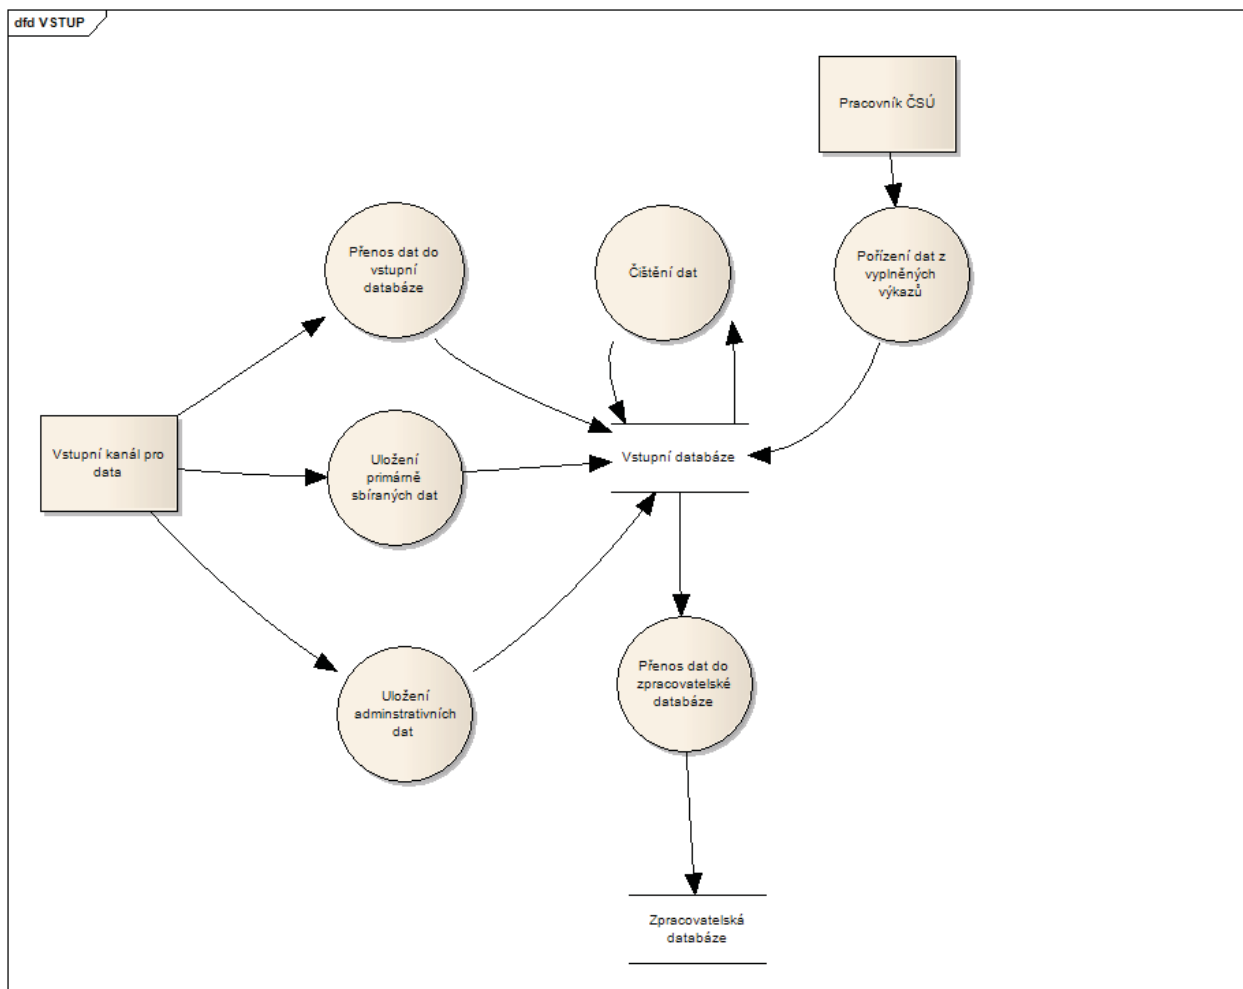 dfd VSTUP
Pracovník ČSÚ
Přenos dat do
vstupní
databáze
Čištění dat
Pořízení dat z
vyplněných
výkazů
Vstupní kanál pro
data
Uložení
primárně
sbíraných dat
Vstupní databáze
Uložení
adminstrativních
dat
Přenos dat do
zpracovatelské
databáze
Zpracovatelská
databáze